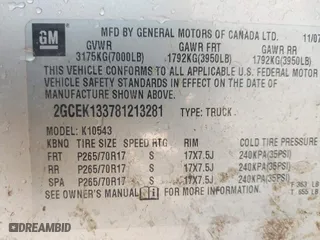 GM
MFD BY GENERAL MOTORS OF CANADA LTD. 11/07
GVWR GAWR FRT GAWR RR
3175KG(7000LB) 1792KG(3950LB) 1792KG(3950LB)
THIS VEHICLE CONFORMS TO ALL APPLICABLE U.S. FEDERAL MOTOR
VEHICLE SAFETY STANDARDS IN EFFECT ON THE DATE OF
MANUFACTURE SHOWN ABOVE.
2GCEK133781213281 TYPE: TRUCK
MODEL: K10543
KBNQ TIRE SIZE SPEED RTG RIM COLD TIRE PRESSURE
FRT P265/70R17 S 17X7.5J 240KPA(35PSI)
RR P265/70R17 S 17X7.5J 240KPA(35PSI)
SPA P265/70R17 S 17X7.5J 240KPA(35PSI)
SEE OWNER'S MANUAL FOR MORE INFORMATION.